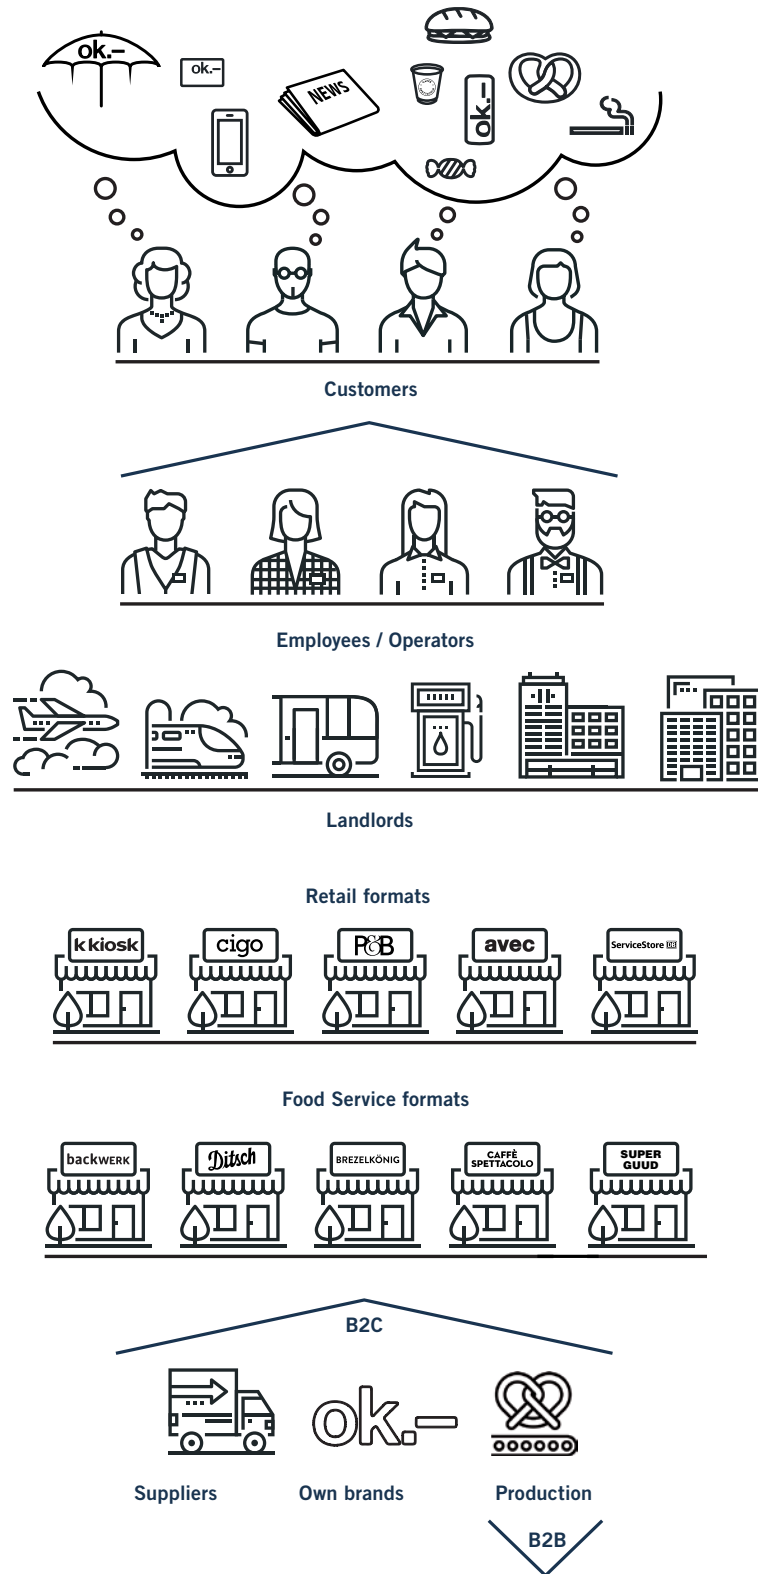 ok.–
ok.–
NEWS
ok.–
Customers
Employees / Operators
Landlords
Retail formats
k kiosk
cigo
P&B
avec
ServiceStore DB
Food Service formats
backWERK
Ditsch
BREZELKÖNIG
CAFFÈ
SPETTACOLO
SUPER
GUUD
B2C
ok.–
Suppliers
Own brands
Production
B2B